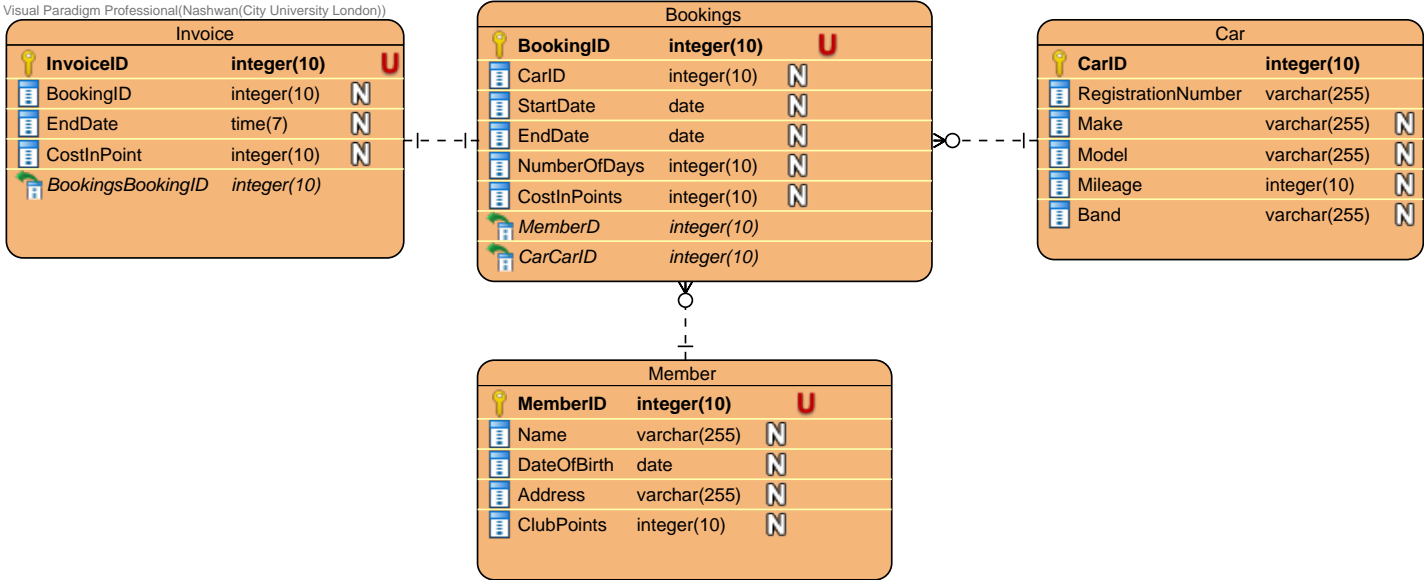 Visual Paradigm Professional(Nashwan(City University London))
Invoice
InvoiceID integer(10) U
BookingID integer(10) N
EndDate time(7) N
CostInPoint integer(10) N
BookingsBookingID integer(10)
Bookings
BookingID integer(10) U
CarID integer(10) N
StartDate date N
EndDate date N
NumberOfDays integer(10) N
CostInPoints integer(10) N
MemberD integer(10)
CarCarID integer(10)
Car
CarID integer(10)
RegistrationNumber varchar(255)
Make varchar(255) N
Model varchar(255) N
Mileage integer(10) N
Band varchar(255) N
Member
MemberID integer(10) U
Name varchar(255) N
DateOfBirth date N
Address varchar(255) N
ClubPoints integer(10) N